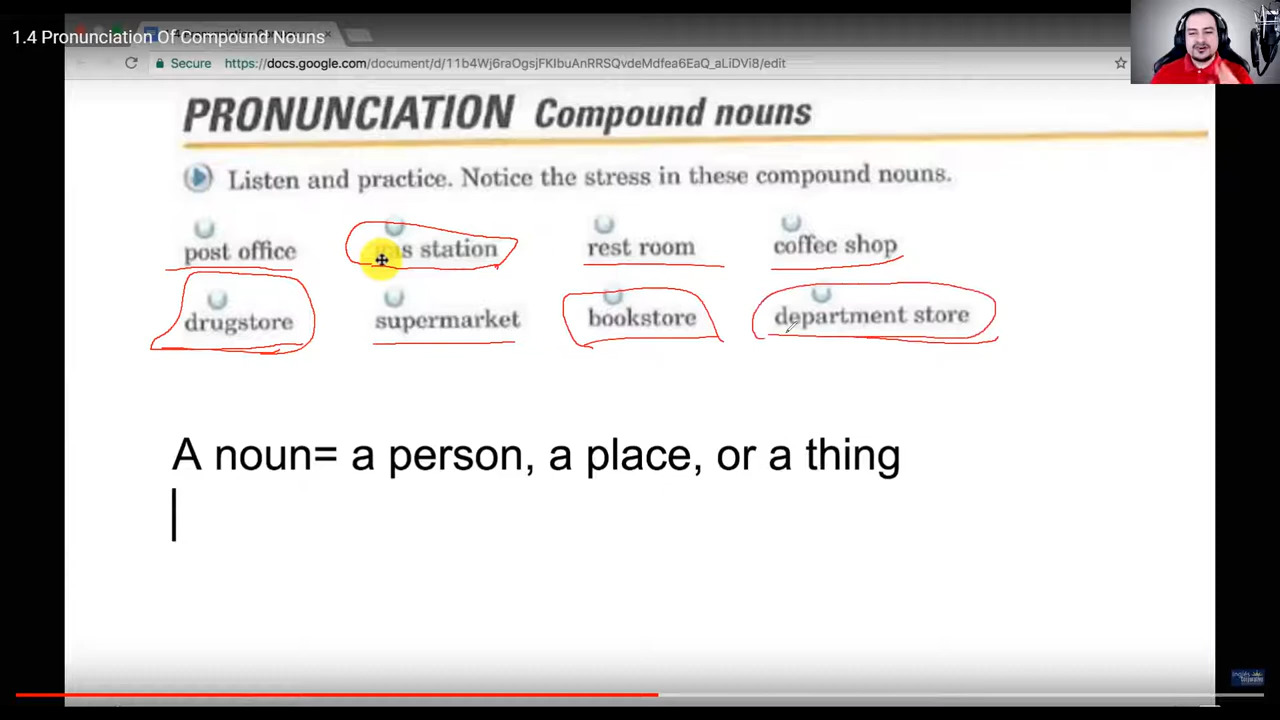 1.4 Pronunciation Of Compound Nouns
Secure https://docs.google.com/document/d/11b4Wj6rsOgsjFKIbuAnRRSQvdeMdfea6EaQ_aLiDVi8/edit
PRONUNCIATION Compound nouns
Listen and practice. Notice the stress in these compound nouns.
post office station rest room coffee shop
drugstore supermarket bookstore department store
A noun= a person, a place, or a thing